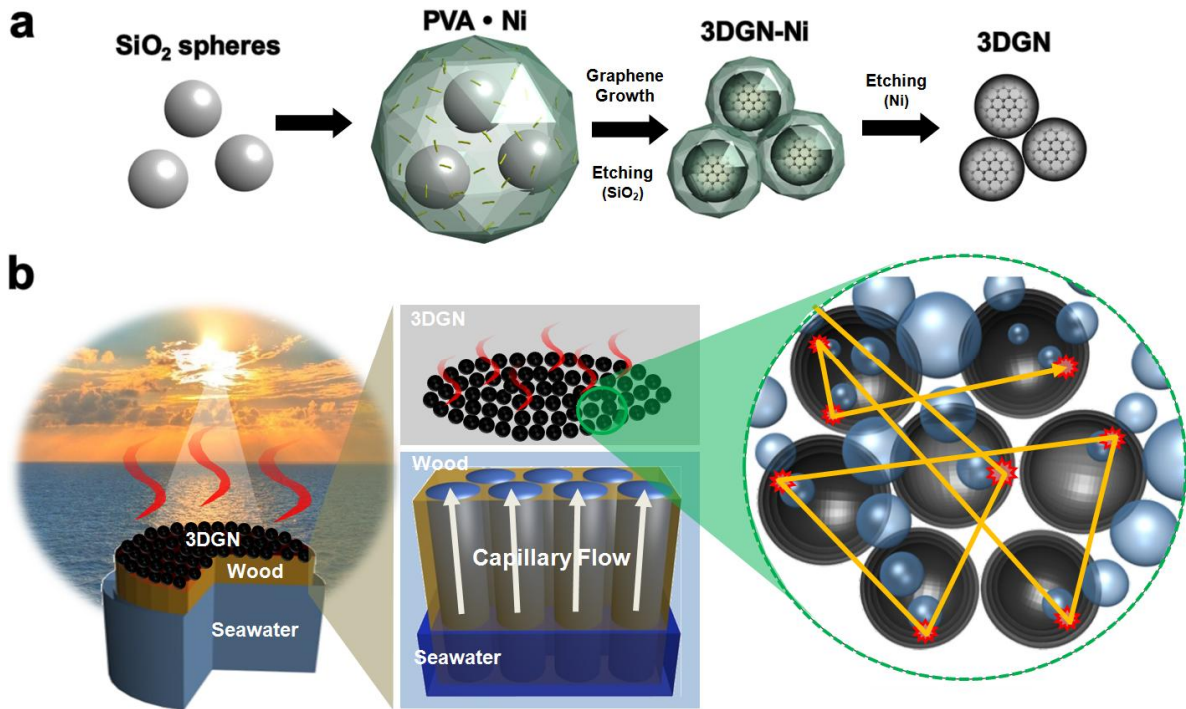 a
SiO₂ spheres
PVA • Ni
Graphene
Growth
Etching
(SiO₂)
3DGN-Ni
Etching
(Ni)
3DGN
b
3DGN
Wood
Seawater
3DGN
Wood
Capillary Flow
Seawater